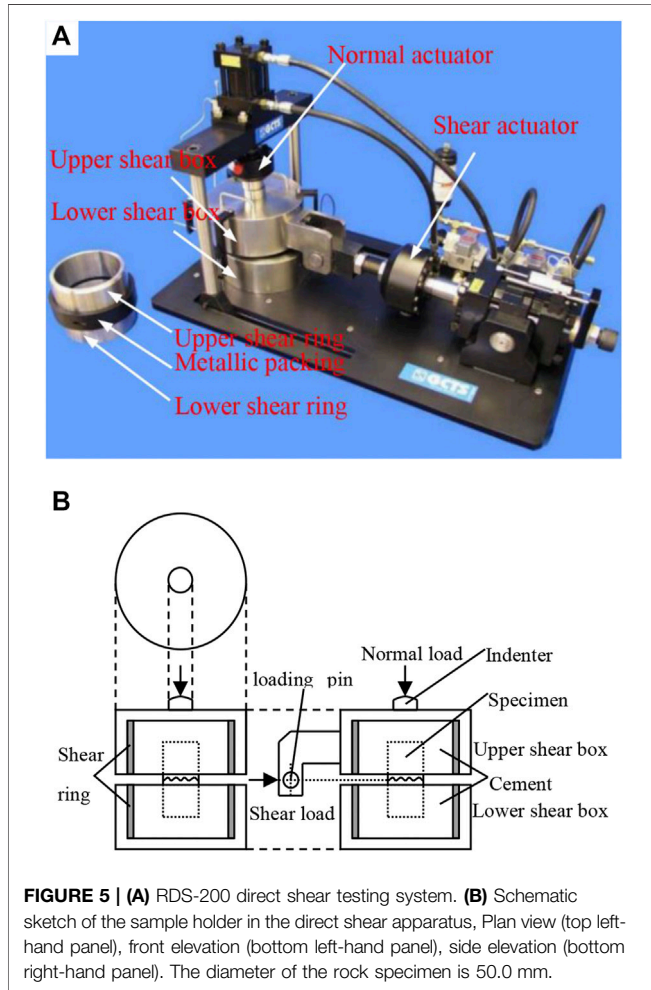 A
Normal actuator
Shear actuator
Upper shear box
Lower shear box
Upper shear ring
Metallic packing
Lower shear ring
GCTS
B
loading pin
Normal load
Indenter
Specimen
Shear
ring
Upper shear box
Cement
Shear load
Lower shear box
FIGURE 5 | (A) RDS-200 direct shear testing system. (B) Schematic
sketch of the sample holder in the direct shear apparatus, Plan view (top left-
hand panel), front elevation (bottom left-hand panel), side elevation (bottom
right-hand panel). The diameter of the rock specimen is 50.0 mm.